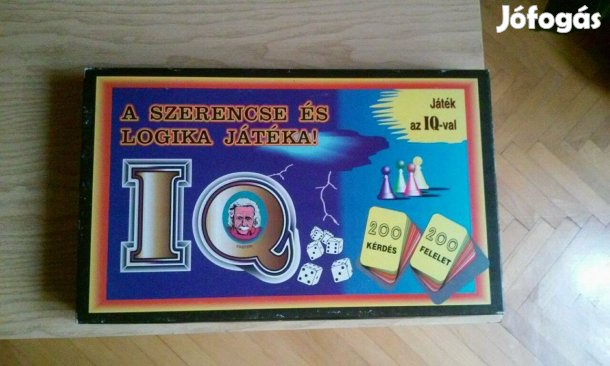 Jófogás
A SZERENCSE ÉS
LOGIKA JÁTÉKA!
Játék
az IQ-val
IQ
200
KÉRDÉS
200
FELELET